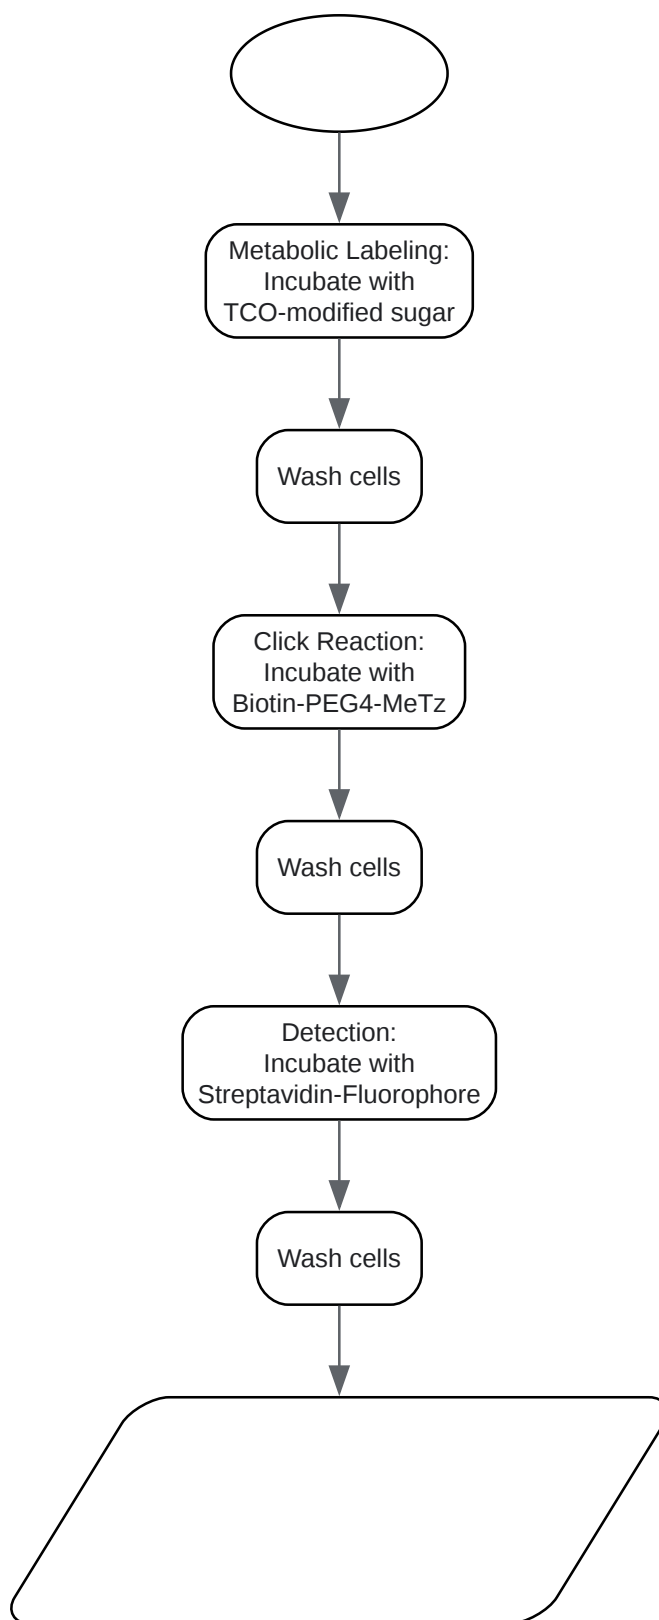 Metabolic Labeling:
Incubate with
TCO-modified sugar
Wash cells
Click Reaction:
Incubate with
Biotin-PEG4-MeTz
Wash cells
Detection:
Incubate with
Streptavidin-Fluorophore
Wash cells